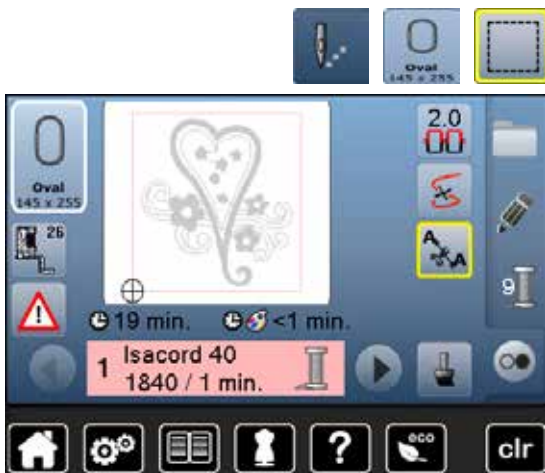 Oval
145 x 255
2.0
Oval
145 x 255
26
A
A
9
19 min. <1 min.
1 Isacord 40
1840 / 1 min.
?
eco
clr